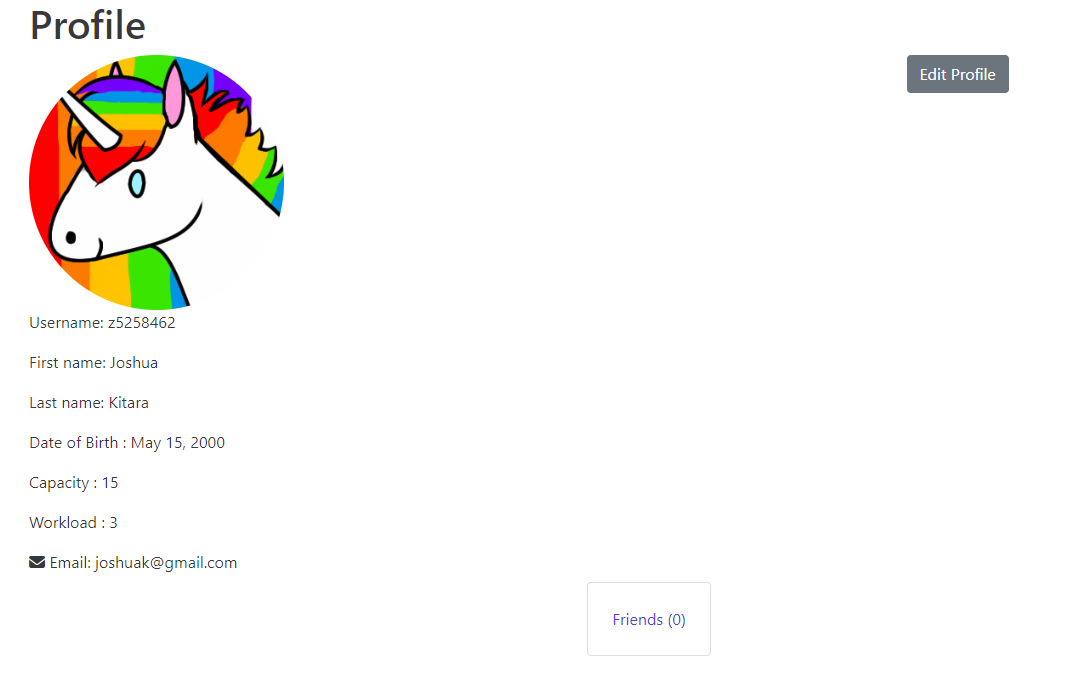 Profile
Edit Profile
Username: z5258462
First name: Joshua
Last name: Kitara
Date of Birth : May 15, 2000
Capacity : 15
Workload : 3
Email: joshuak@gmail.com
Friends (0)